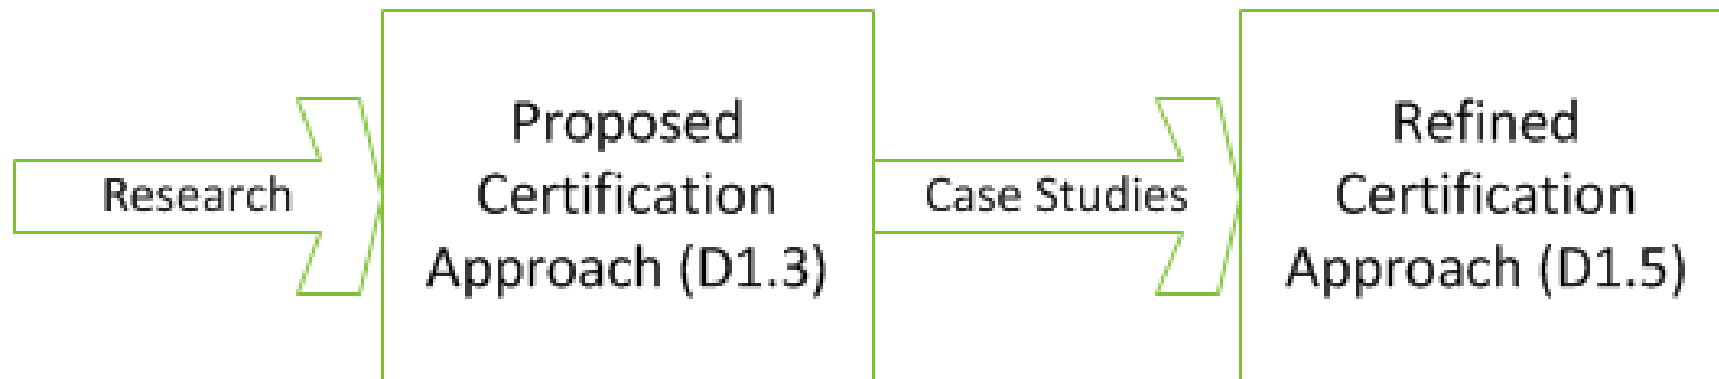 Research
Proposed
Certification
Approach (D1.3)
Case Studies
Refined
Certification
Approach (D1.5)